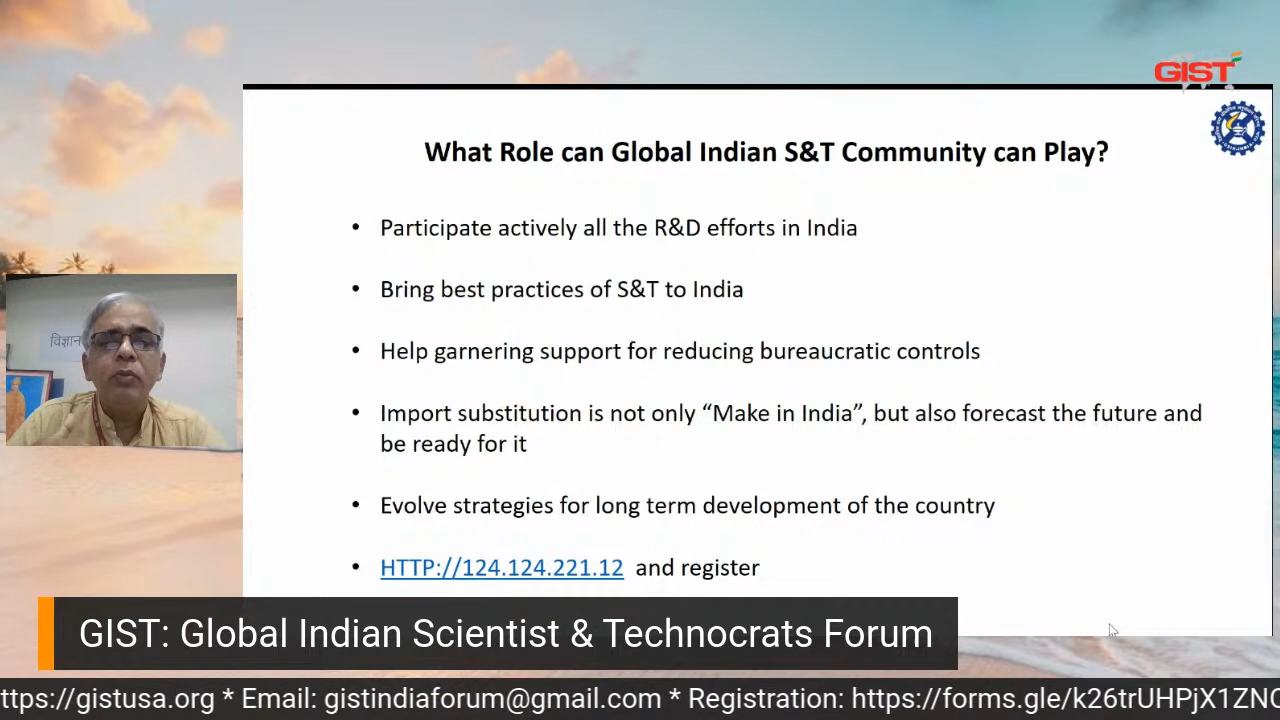 GIST
What Role can Global Indian S&T Community can Play?
• Participate actively all the R&D efforts in India
• Bring best practices of S&T to India
• Help garnering support for reducing bureaucratic controls
• Import substitution is not only “Make in India”, but also forecast the future and
be ready for it
• Evolve strategies for long term development of the country
• HTTP://124.124.221.12 and register
विज्ञान
GIST: Global Indian Scientist & Technocrats Forum
ttps://gistusa.org * Email: gistindiaforum@gmail.com * Registration: https://forms.gle/k26trUHPjX1ZN